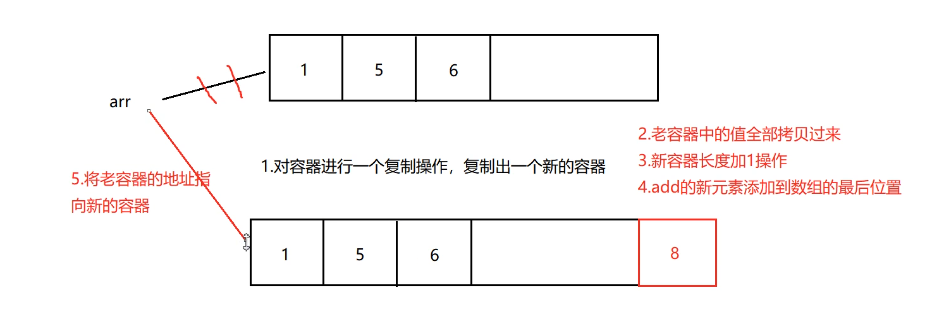 1 5 6
arr
2.老容器中的值全部拷贝过来
1.对容器进行一个复制操作，复制出一个新的容器
3.新容器长度加1操作
5.将老容器的地址指
4.add的新元素添加到数组的最后位置
向新的容器
1 5 6 8